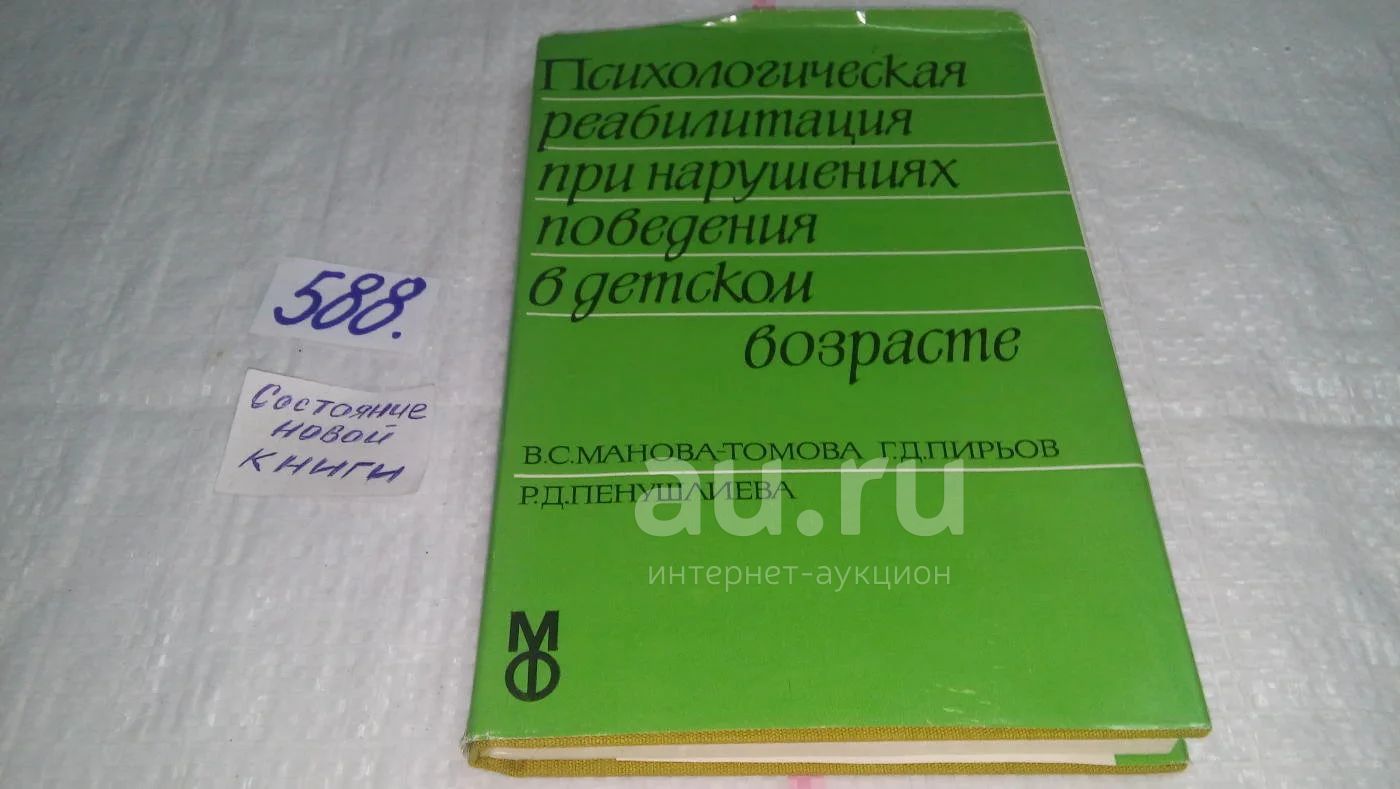 Психологическая
реабилитация
при нарушениях
поведения
в детском
возрасте
В.С.МАНОВА-ТОМОВА Г.Д.ПИРЬОВ
Р.Д.ПЕНУШЛИЕВА
МФ
588.
Состояние
новой
книги
au.ru
интернет-аукцион